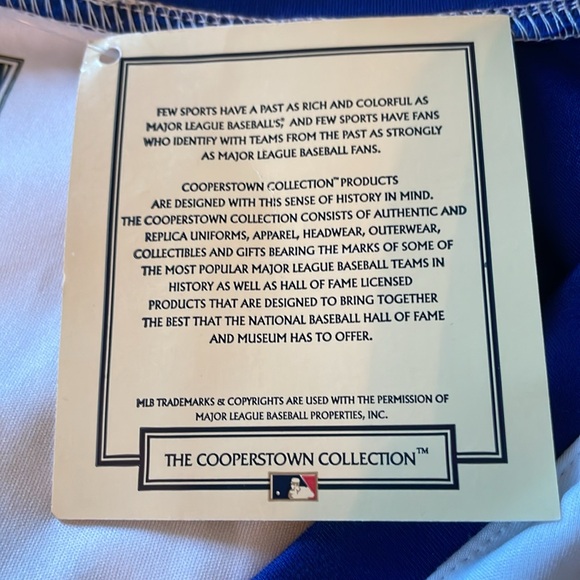 FEW SPORTS HAVE A PAST AS RICH AND COLORFUL AS
MAJOR LEAGUE BASEBALL'S, AND FEW SPORTS HAVE FANS
WHO IDENTIFY WITH TEAMS FROM THE PAST AS STRONGLY
AS MAJOR LEAGUE BASEBALL FANS.
COOPERSTOWN COLLECTION™ PRODUCTS
ARE DESIGNED WITH THIS SENSE OF HISTORY IN MIND.
THE COOPERSTOWN COLLECTION CONSISTS OF AUTHENTIC AND
REPLICA UNIFORMS, APPAREL, HEADWEAR, OUTERWEAR,
COLLECTIBLES AND GIFTS BEARING THE MARKS OF SOME OF
THE MOST POPULAR MAJOR LEAGUE BASEBALL TEAMS IN
HISTORY AS WELL AS HALL OF FAME LICENSED
PRODUCTS THAT ARE DESIGNED TO BRING TOGETHER
THE BEST THAT THE NATIONAL BASEBALL HALL OF FAME
AND MUSEUM HAS TO OFFER.
MLB TRADEMARKS & COPYRIGHTS ARE USED WITH THE PERMISSION OF
MAJOR LEAGUE BASEBALL PROPERTIES, INC.
THE COOPERSTOWN COLLECTION™